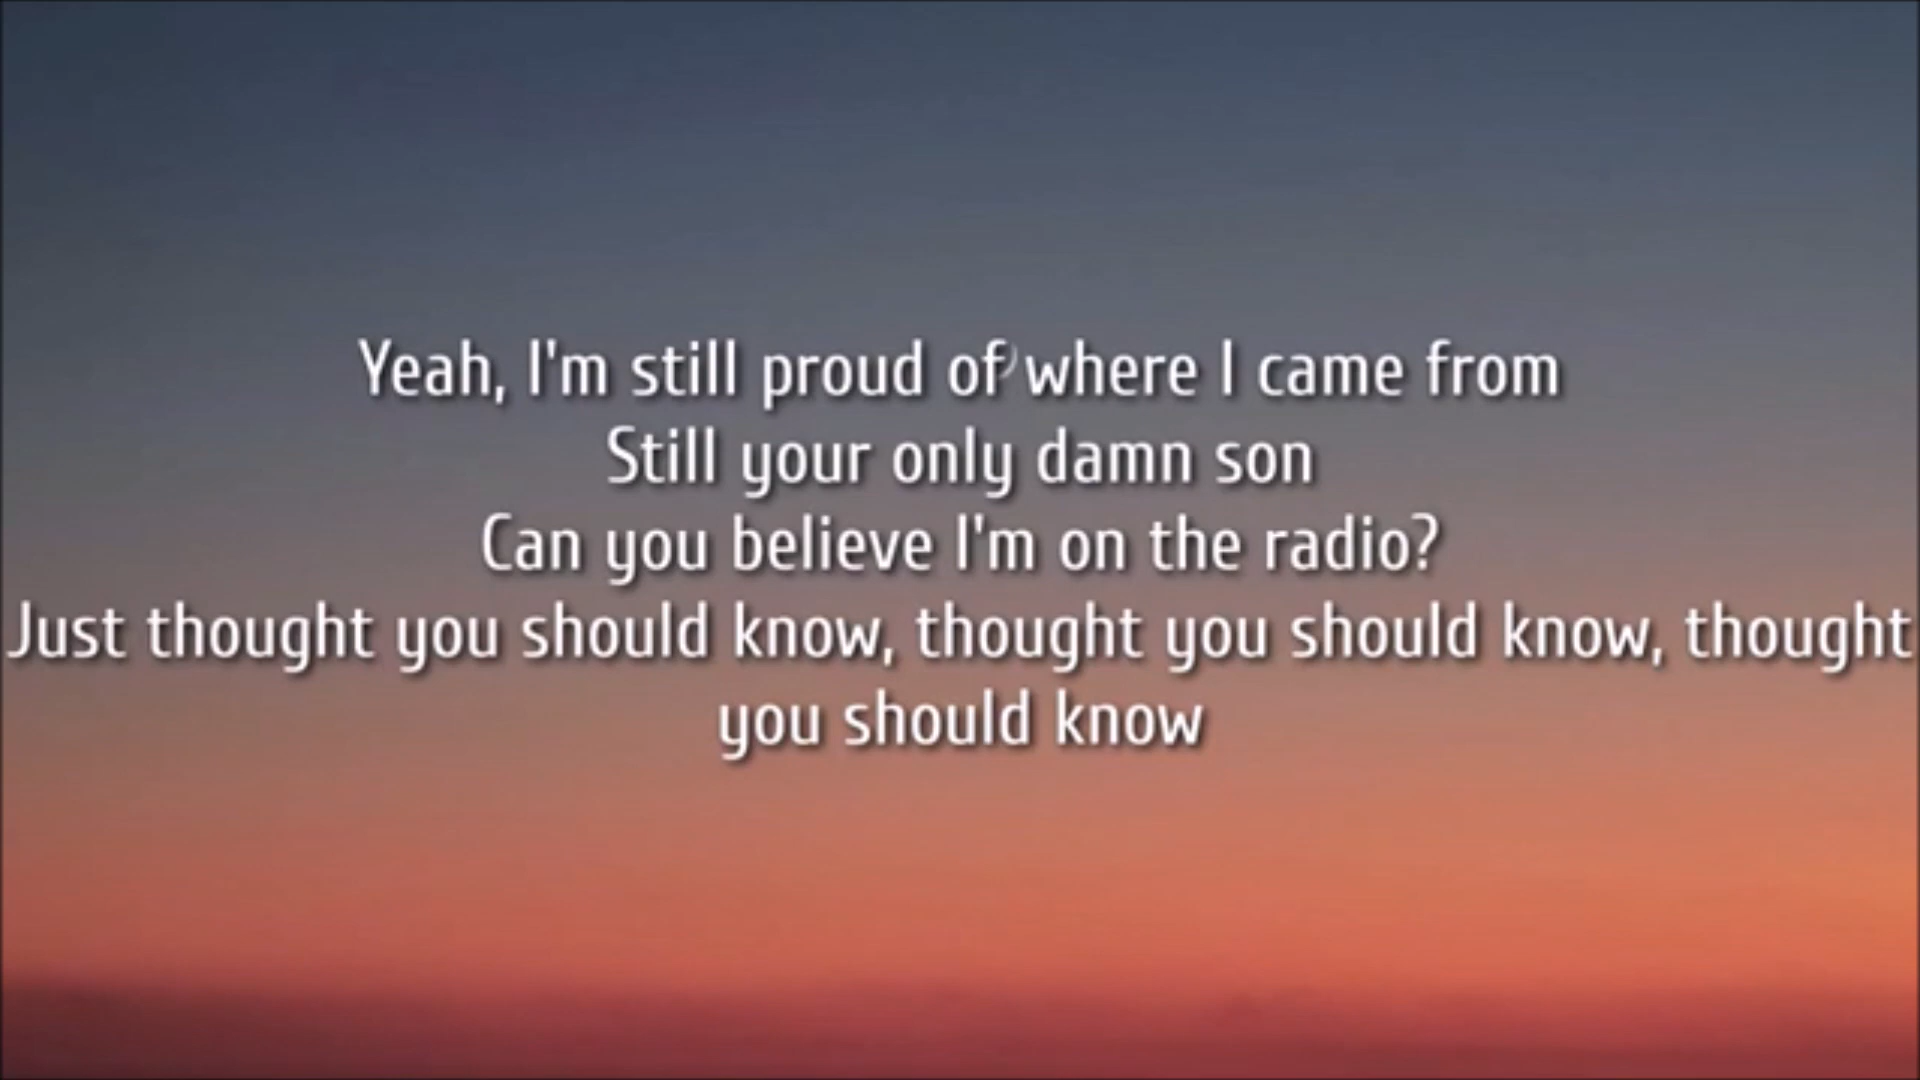 Yeah, I'm still proud of where I came from
Still your only damn son
Can you believe I'm on the radio?
Just thought you should know, thought you should know, thought
you should know